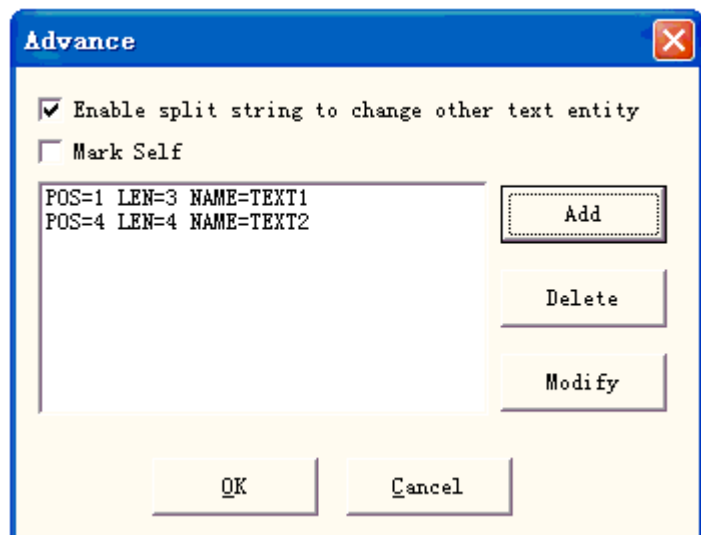 Advance
Enable split string to change other text entity
Mark Self
POS=1 LEN=3 NAME=TEXT1
POS=4 LEN=4 NAME=TEXT2
Add
Delete
Modify
OK
Cancel